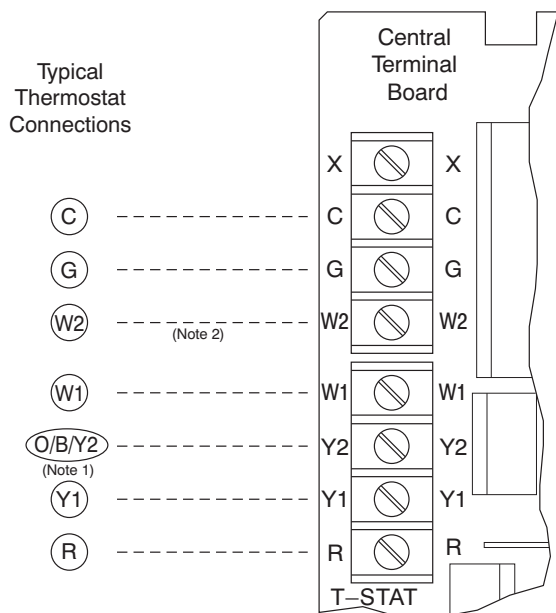 Typical
Thermostat
Connections
Central
Terminal
Board
X X
C C C
G G G
W2 W2 W2
(Note 2)
W1 W1 W1
O/B/Y2 Y2 Y2
(Note 1)
Y1 Y1 Y1
R R R
T–STAT